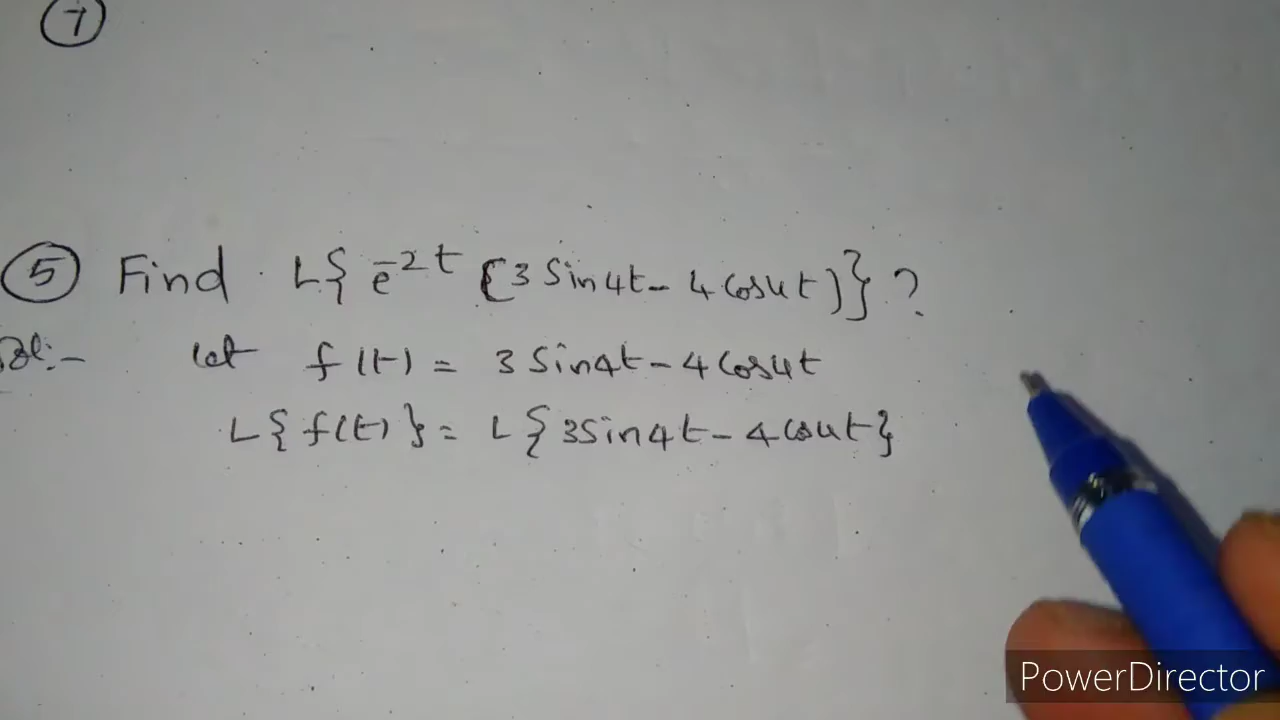 7
5 Find L{e^-2t (3 Sin4t - 4 Cos4t)} ?
Sol:- let f(t) = 3 Sin4t - 4 Cos4t
L{f(t)} = L{3Sin4t - 4 Cos4t}
PowerDirector